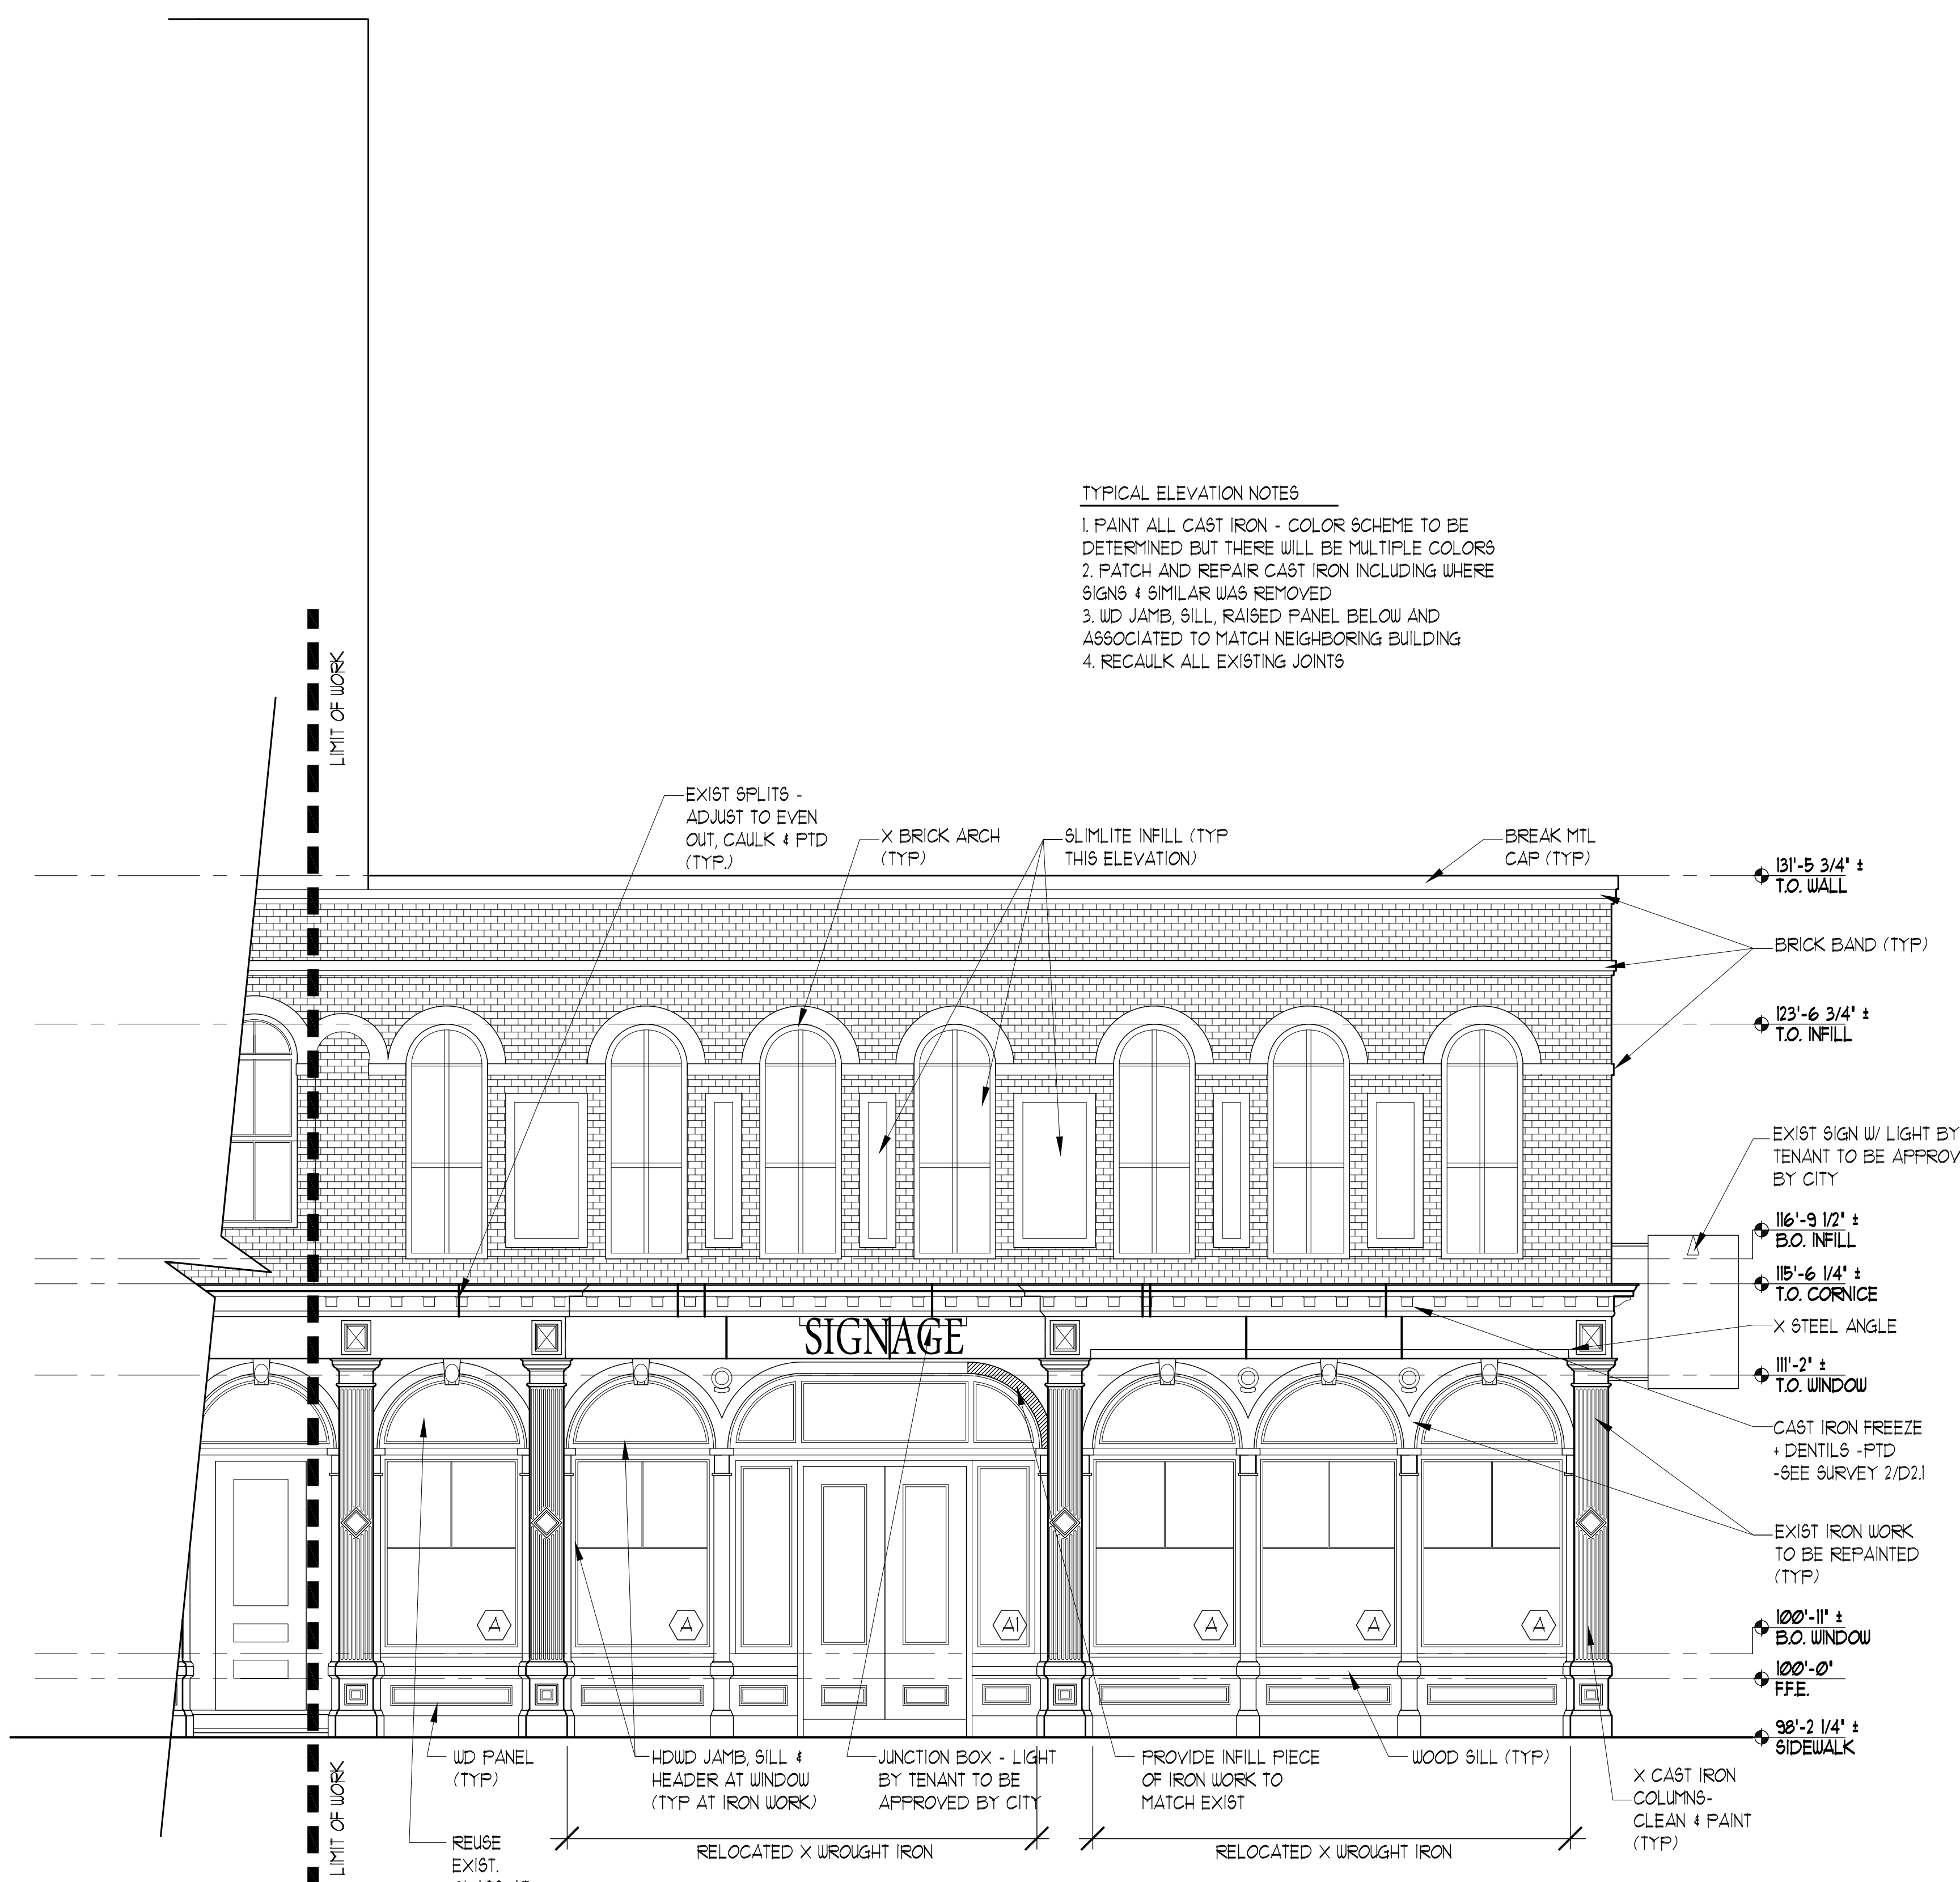 TYPICAL ELEVATION NOTES
1. PAINT ALL CAST IRON - COLOR SCHEME TO BE
DETERMINED BUT THERE WILL BE MULTIPLE COLORS
2. PATCH AND REPAIR CAST IRON INCLUDING WHERE
SIGNS & SIMILAR WAS REMOVED
3. WD JAMB, SILL, RAISED PANEL BELOW AND
ASSOCIATED TO MATCH NEIGHBORING BUILDING
4. RECAULK ALL EXISTING JOINTS
LIMIT OF WORK
EXIST SPLITS -
ADJUST TO EVEN
OUT, CAULK & PTD
(TYP.)
X BRICK ARCH
(TYP)
SLIMLITE INFILL (TYP
THIS ELEVATION)
BREAK MTL
CAP (TYP)
131'-5 3/4" ±
T.O. WALL
BRICK BAND (TYP)
123'-6 3/4" ±
T.O. INFILL
EXIST SIGN W/ LIGHT BY
TENANT TO BE APPROV
BY CITY
116'-9 1/2" ±
B.O. INFILL
115'-6 1/4" ±
T.O. CORNICE
X STEEL ANGLE
SIGNAGE
111'-2" ±
T.O. WINDOW
CAST IRON FREEZE
+ DENTILS -PTD
-SEE SURVEY 2/D2.1
EXIST IRON WORK
TO BE REPAINTED
(TYP)
A
A
A1
A
A
A
100'-11" ±
B.O. WINDOW
100'-0"
F.F.E.
98'-2 1/4" ±
SIDEWALK
WD PANEL
(TYP)
HDWD JAMB, SILL &
HEADER AT WINDOW
(TYP AT IRON WORK)
JUNCTION BOX - LIGHT
BY TENANT TO BE
APPROVED BY CITY
PROVIDE INFILL PIECE
OF IRON WORK TO
MATCH EXIST
WOOD SILL (TYP)
X CAST IRON
COLUMNS-
CLEAN & PAINT
(TYP)
LIMIT OF WORK
REUSE
EXIST.
RELOCATED X WROUGHT IRON
RELOCATED X WROUGHT IRON